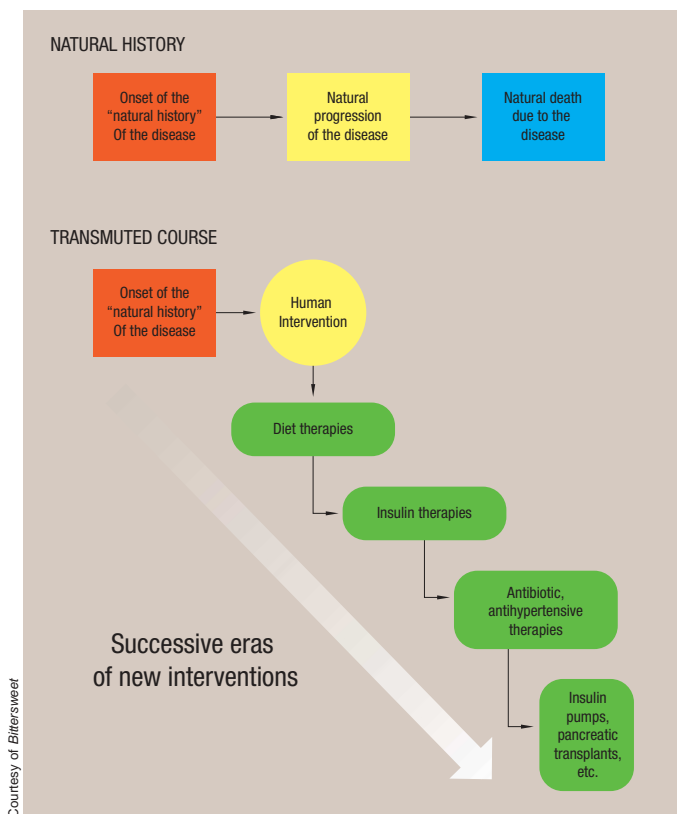 NATURAL HISTORY
Onset of the
“natural history”
Of the disease
Natural
progression
of the disease
Natural death
due to the
disease
TRANSMUTED COURSE
Onset of the
“natural history”
Of the disease
Human
Intervention
Diet therapies
Insulin therapies
Antibiotic,
antihypertensive
therapies
Insulin
pumps,
pancreatic
transplants,
etc.
Successive eras
of new interventions
Courtesy of Bittersweet